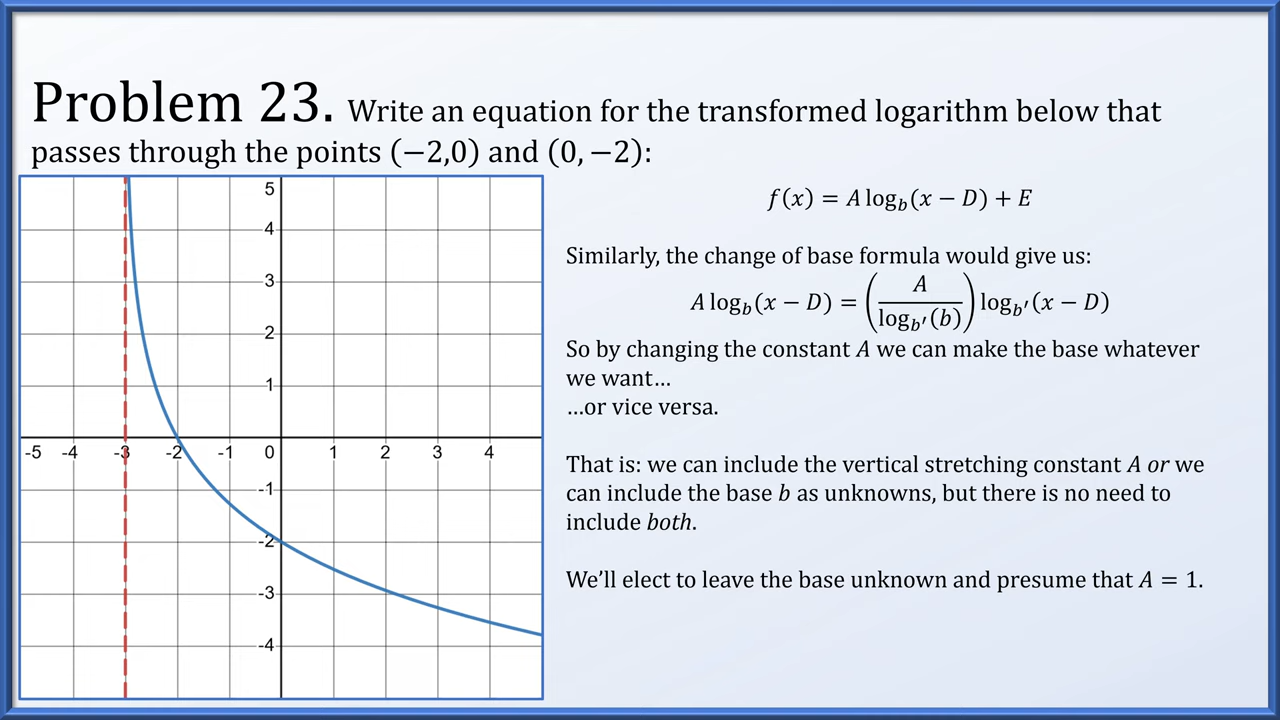 Problem 23. Write an equation for the transformed logarithm below that
passes through the points (−2,0) and (0, −2):
f(x) = A log_b(x − D) + E
Similarly, the change of base formula would give us:
A log_b(x − D) = (A / log_b′(b)) log_b′(x − D)
So by changing the constant A we can make the base whatever
we want…
…or vice versa.
That is: we can include the vertical stretching constant A or we
can include the base b as unknowns, but there is no need to
include both.
We’ll elect to leave the base unknown and presume that A = 1.
5
4
3
2
1
-5 -4 -3 -2 -1 0 1 2 3 4
-1
-2
-3
-4